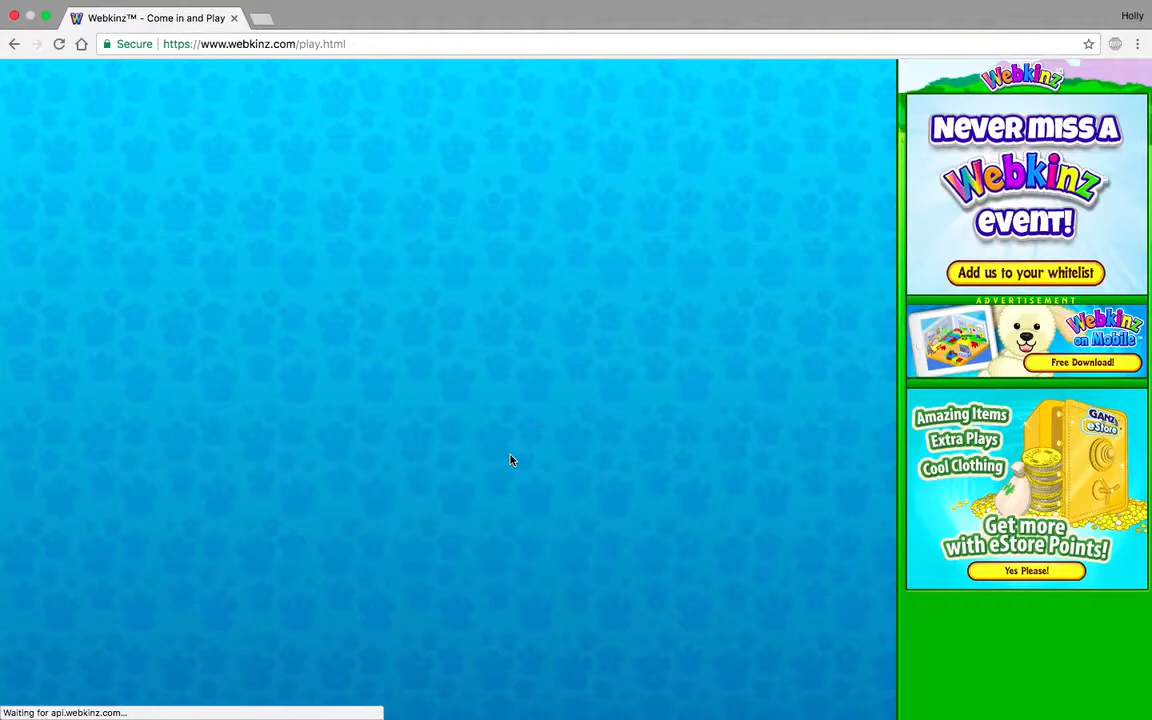 Webkinz™ - Come in and Play
Holly
Secure
https://www.webkinz.com/play.html
Webkinz
NEVER MISS A
Webkinz
EVENT!
Add us to your whitelist
ADVERTISEMENT
Webkinz
on Mobile™
Free Download!
Amazing Items
Extra Plays
Cool Clothing
GANZ
eStore
Get more
with eStore Points!
Yes Please!
Waiting for api.webkinz.com...